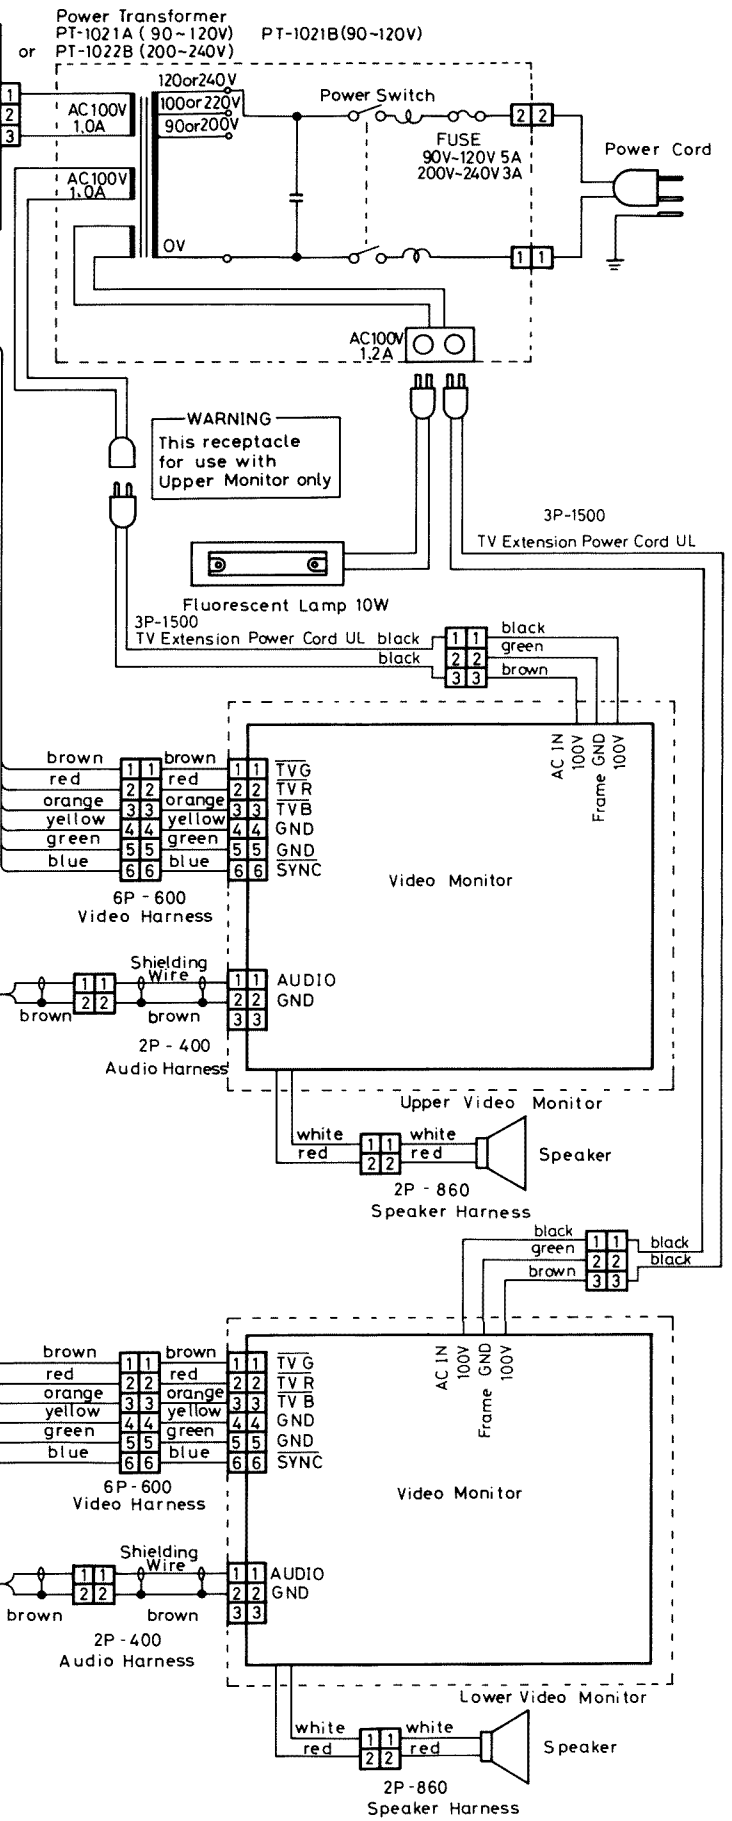 Power Transformer
PT-1021A ( 90~120V) PT-1021B(90~120V)
or PT-1022B (200~240V)
120or240V
100or220V
90or200V
0V
1
2
3
AC100V
1.0A
AC100V
1.0A
Power Switch
2 2
FUSE
90V~120V 5A
200V~240V 3A
Power Cord
1 1
AC100V
1.2A
WARNING
This receptacle
for use with
Upper Monitor only
3P-1500
TV Extension Power Cord UL
Fluorescent Lamp 10W
3P-1500
TV Extension Power Cord UL black
black
1 1
2 2
3 3
black
green
brown
AC IN
100V
Frame GND
100V
brown 1 1 brown 1 1 TVG
red 2 2 red 2 2 TVR
orange 3 3 orange 3 3 TVB
yellow 4 4 yellow 4 4 GND
green 5 5 green 5 5 GND
blue 6 6 blue 6 6 SYNC
6P-600
Video Harness
Video Monitor
Shielding
Wire
1 1 1 1 AUDIO
2 2 2 2 GND
3 3
brown brown
2P-400
Audio Harness
Upper Video Monitor
white 1 1 white
red 2 2 red
Speaker
2P-860
Speaker Harness
black 1 1 black
green 2 2 black
brown 3 3
AC IN
100V
Frame GND
100V
brown 1 1 brown 1 1 TVG
red 2 2 red 2 2 TVR
orange 3 3 orange 3 3 TVB
yellow 4 4 yellow 4 4 GND
green 5 5 green 5 5 GND
blue 6 6 blue 6 6 SYNC
6P-600
Video Harness
Video Monitor
Shielding
Wire
1 1 1 1 AUDIO
2 2 2 2 GND
3 3
brown brown
2P-400
Audio Harness
Lower Video Monitor
white 1 1 white
red 2 2 red
Speaker
2P-860
Speaker Harness